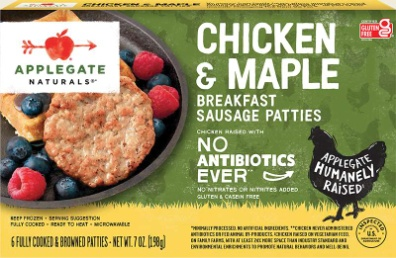 APPLEGATE
NATURALS®*
CHICKEN
& MAPLE
BREAKFAST
SAUSAGE PATTIES
GLUTEN
FREE
CHICKEN RAISED WITH
NO
ANTIBIOTICS
EVER**
NO NITRATES OR NITRITES ADDED
GLUTEN & CASEIN FREE
APPLEGATE
HUMANELY
RAISED†
KEEP FROZEN - SERVING SUGGESTION
FULLY COOKED - READY TO HEAT - MICROWAVABLE
6 FULLY COOKED & BROWNED PATTIES - NET WT. 7 OZ. (198g)
*MINIMALLY PROCESSED. NO ARTIFICIAL INGREDIENTS. **CHICKEN NEVER ADMINISTERED
ANTIBIOTICS OR FED ANIMAL BY-PRODUCTS. †CHICKEN RAISED ON VEGETARIAN FEED,
ON FAMILY FARMS, WITH AT LEAST MORE SPACE THAN INDUSTRY STANDARD AND
ENVIRONMENTAL ENRICHMENTS TO PROMOTE NATURAL BEHAVIORS AND WELL-BEING.
INSPECTED
U.S.